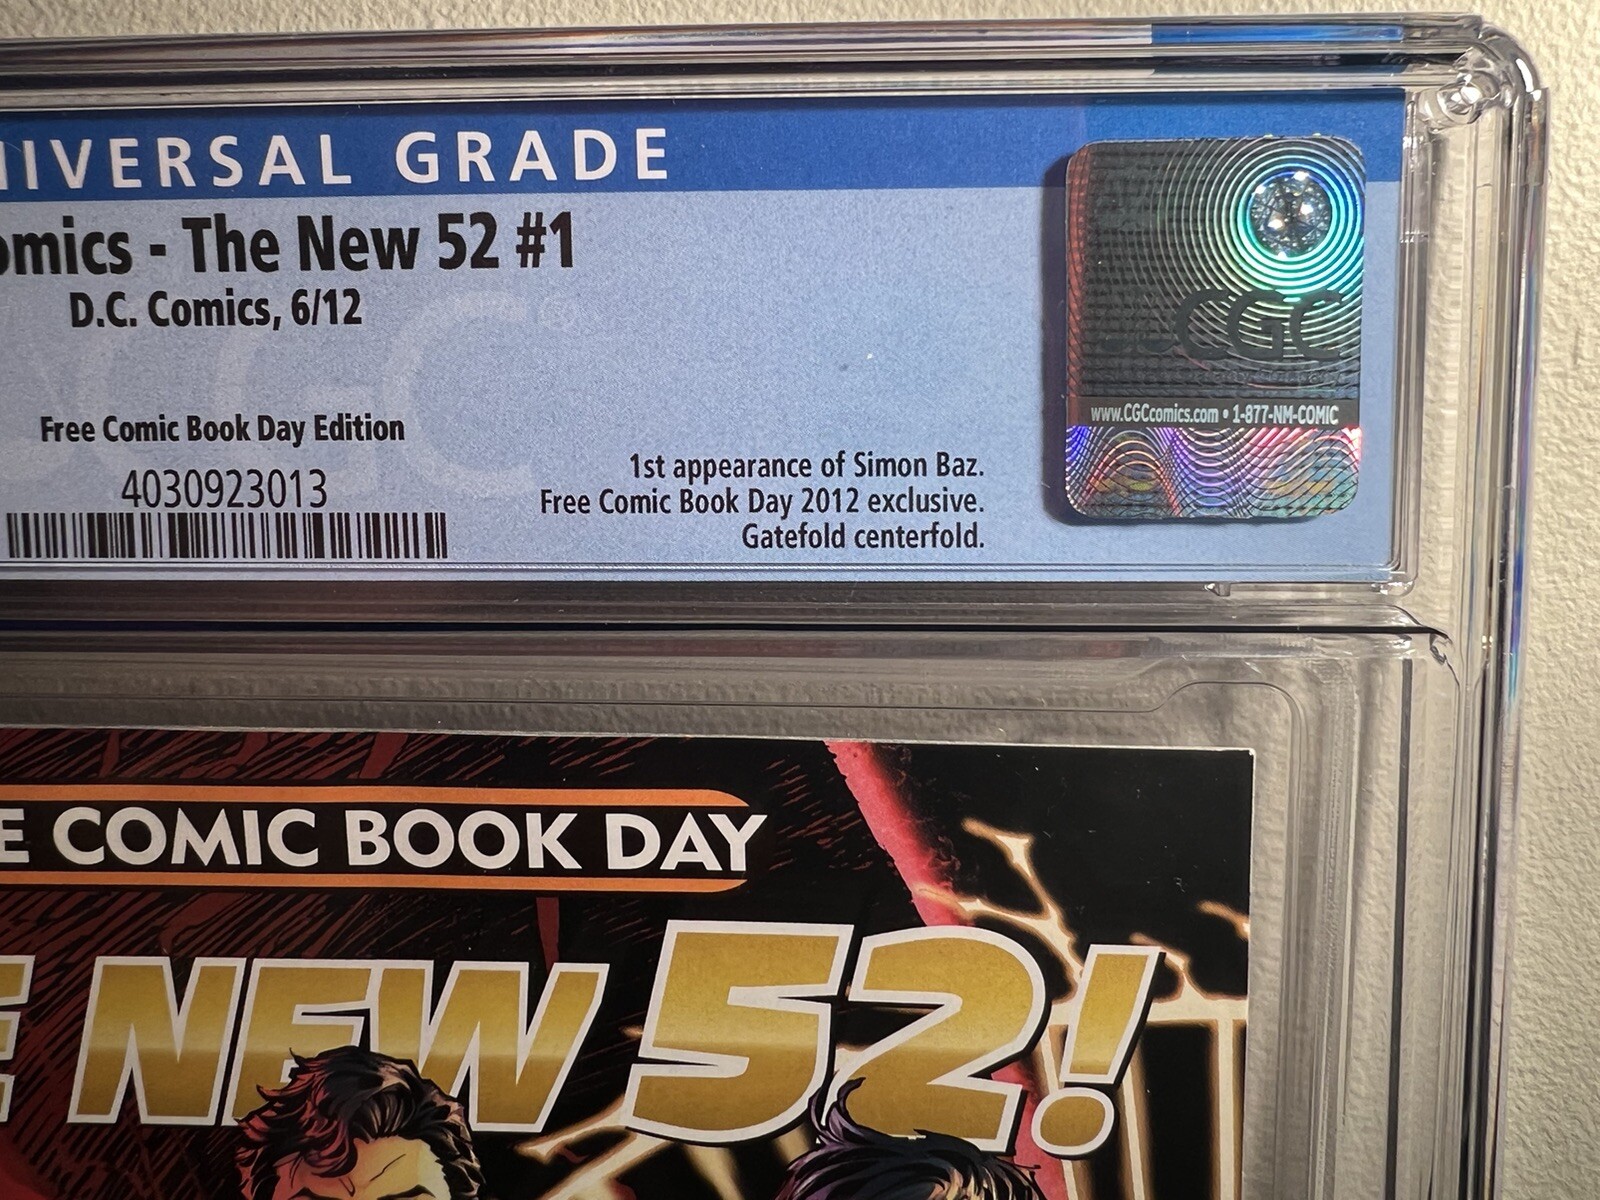 NIVERSAL GRADE
omics - The New 52 #1
D.C. Comics, 6/12
Free Comic Book Day Edition
4030923013
1st appearance of Simon Baz.
Free Comic Book Day 2012 exclusive.
Gatefold centerfold.
CGC
www.CGCcomics.com • 1-877-NM-COMIC
E COMIC BOOK DAY
E NEW 52!